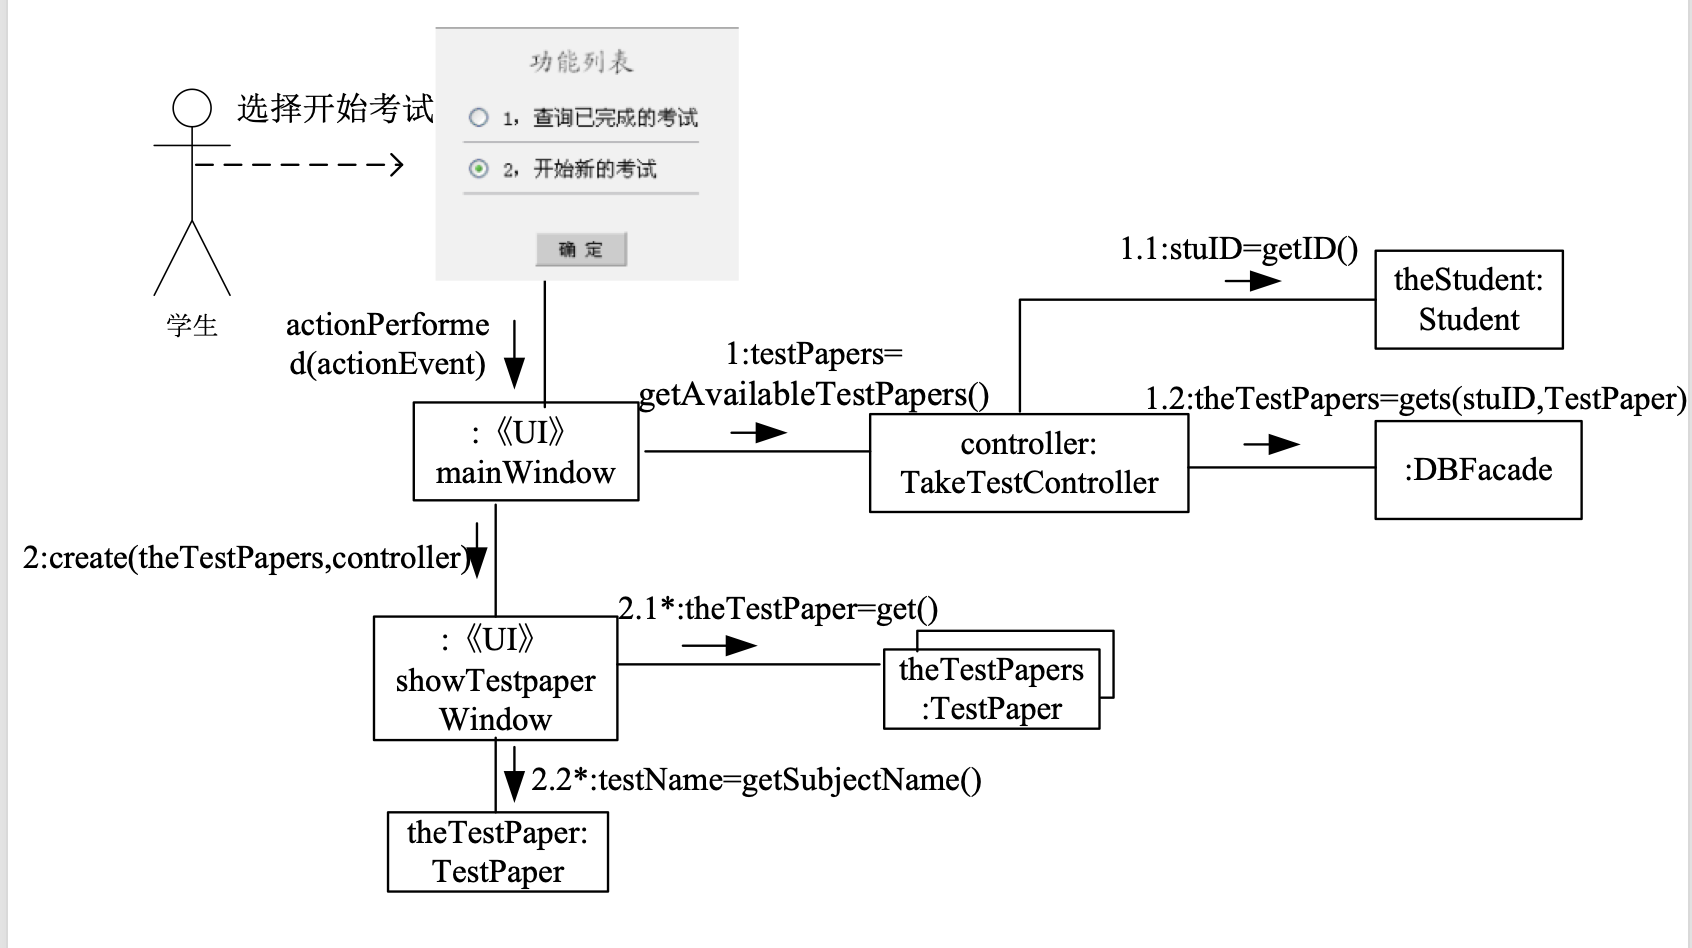 功能列表
选择开始考试
1，查询已完成的考试
2，开始新的考试
确 定
学生
actionPerforme
d(actionEvent)
1.1:stuID=getID()
theStudent:
Student
1:testPapers=
getAvailableTestPapers()
1.2:theTestPapers=gets(stuID,TestPaper)
:《UI》
mainWindow
controller:
TakeTestController
:DBFacade
2:create(theTestPapers,controller)
2.1*:theTestPaper=get()
:《UI》
showTestpaper
Window
theTestPapers
:TestPaper
2.2*:testName=getSubjectName()
theTestPaper:
TestPaper